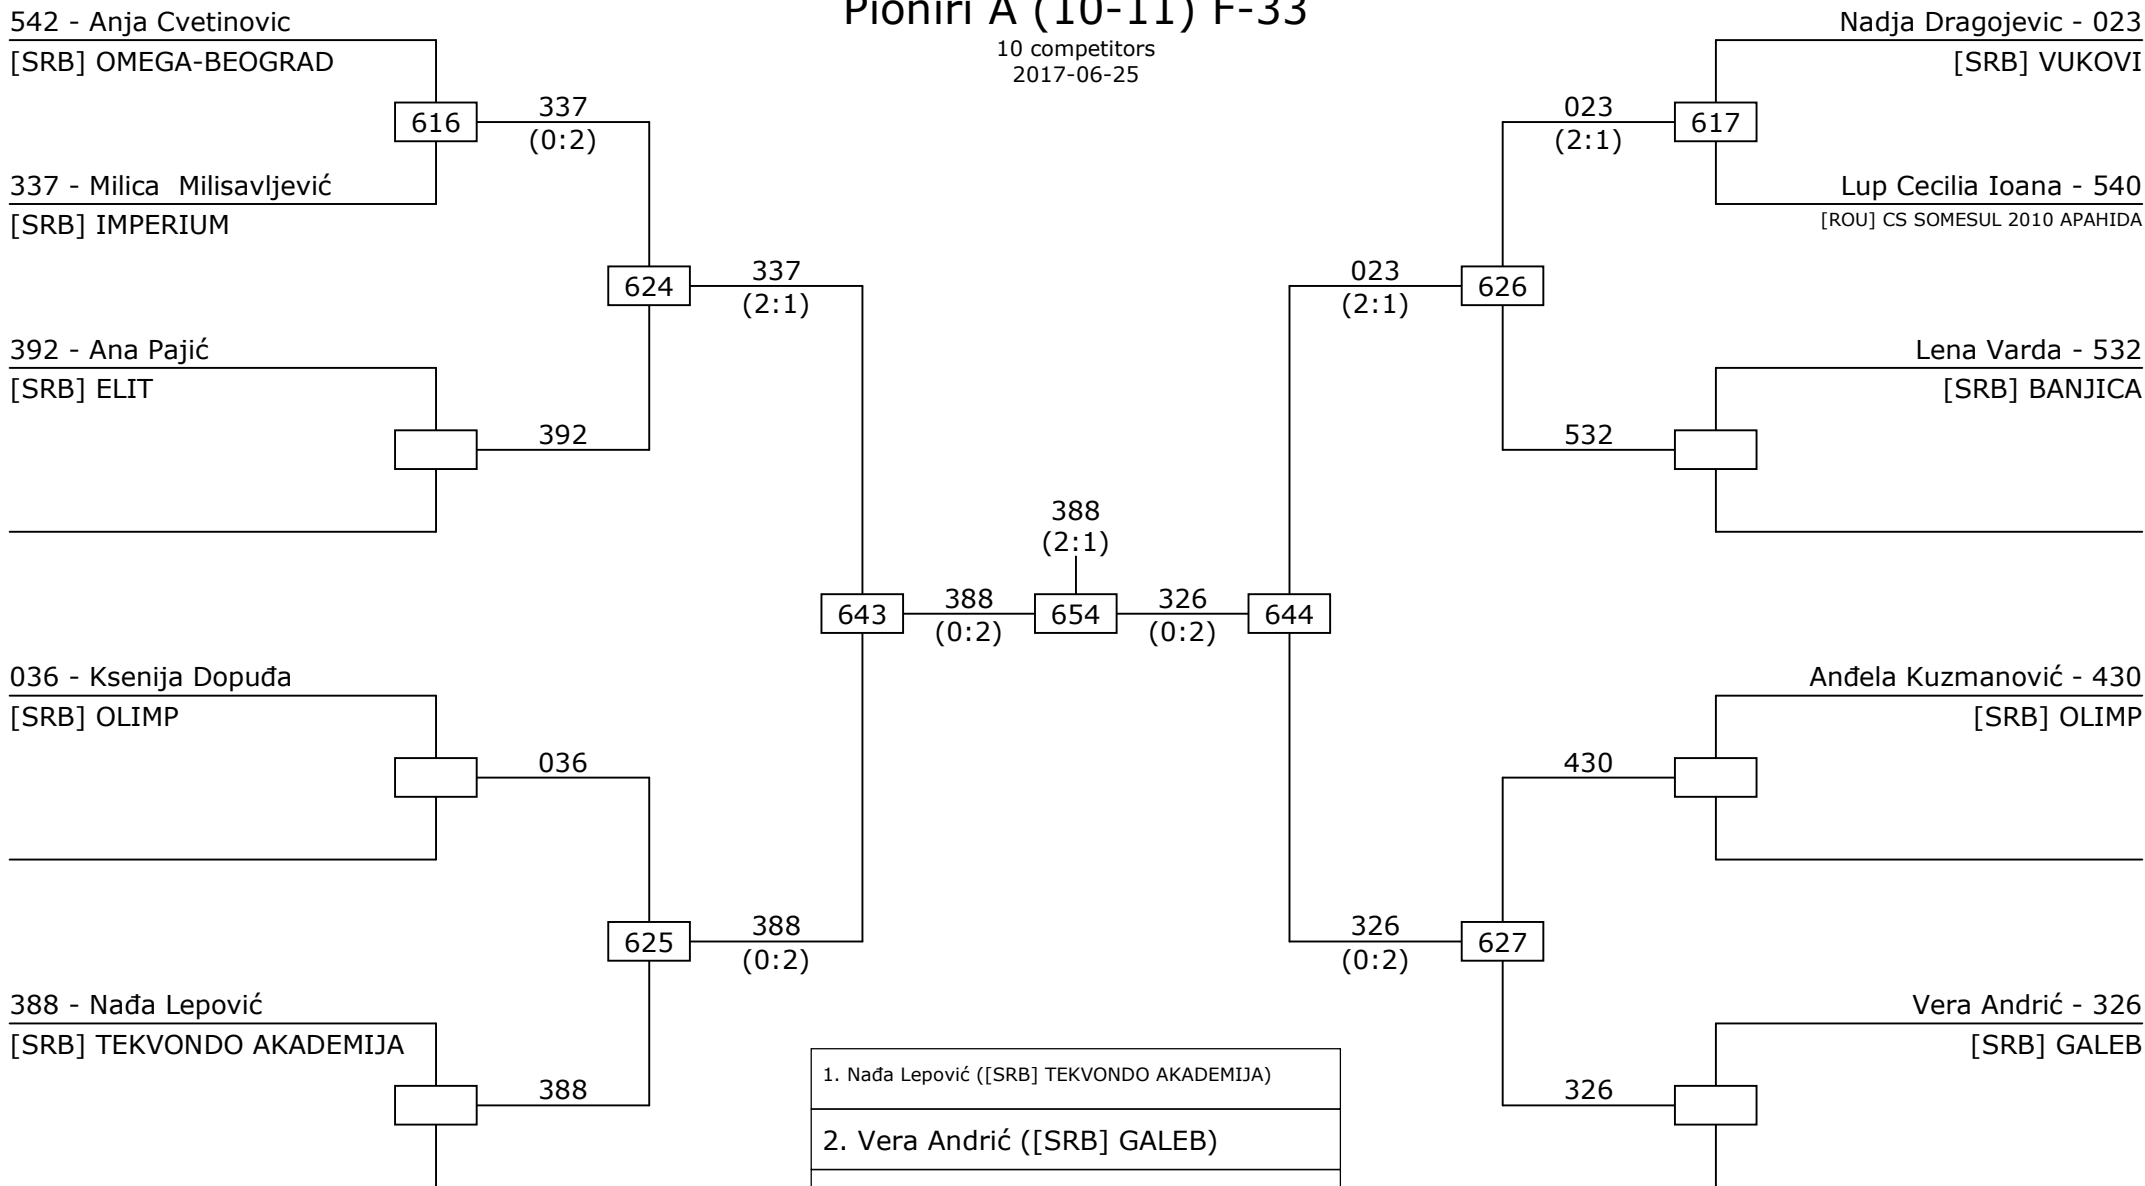 Pioniri A (10-11) F-33
10 competitors
2017-06-25
542 - Anja Cvetinovic
[SRB] OMEGA-BEOGRAD
616
337
(0:2)
337 - Milica  Milisavljević
[SRB] IMPERIUM
624
337
(2:1)
392 - Ana Pajić
[SRB] ELIT
392
036 - Ksenija Dopuđa
[SRB] OLIMP
036
625
388
(0:2)
388 - Nađa Lepović
[SRB] TEKVONDO AKADEMIJA
388
643
388
(0:2)
388
(2:1)
654
326
(0:2)
644
Nadja Dragojevic - 023
[SRB] VUKOVI
023
(2:1)
617
Lup Cecilia Ioana - 540
[ROU] CS SOMESUL 2010 APAHIDA
023
(2:1)
626
Lena Varda - 532
[SRB] BANJICA
532
Anđela Kuzmanović - 430
[SRB] OLIMP
430
326
(0:2)
627
Vera Andrić - 326
[SRB] GALEB
326
1. Nađa Lepović ([SRB] TEKVONDO AKADEMIJA)
2. Vera Andrić ([SRB] GALEB)